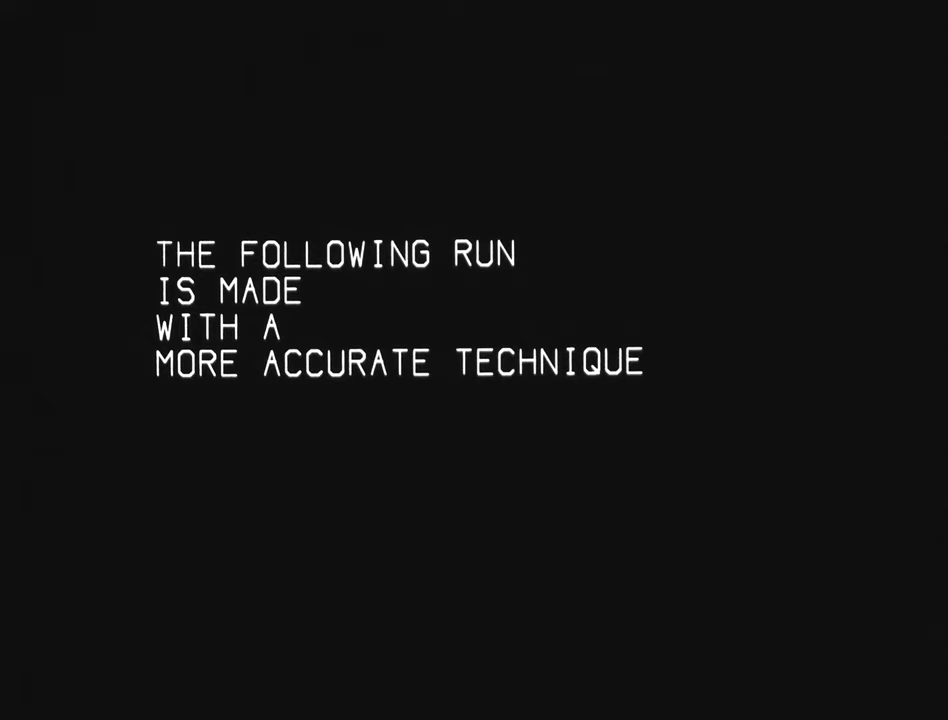 THE FOLLOWING RUN
IS MADE
WITH A
MORE ACCURATE TECHNIQUE